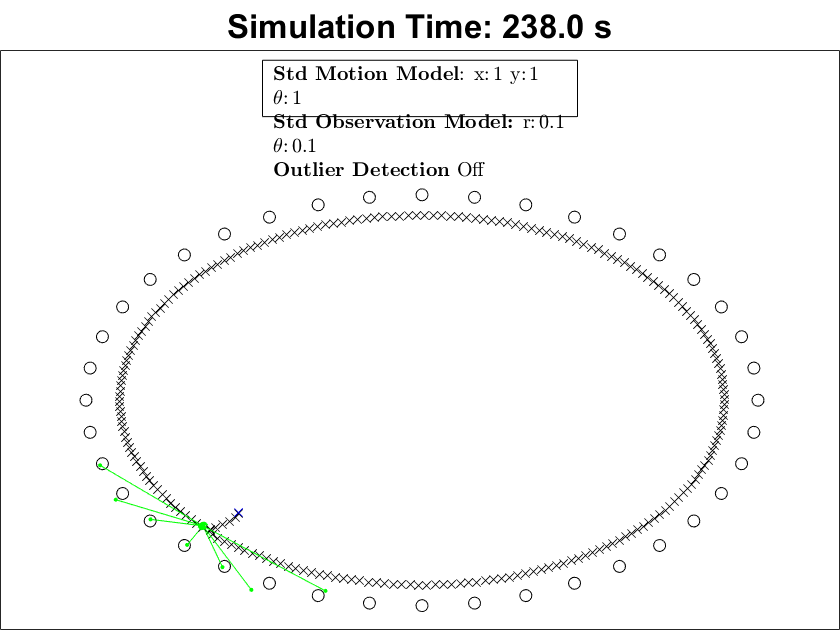 Simulation Time: 238.0 s
Std Motion Model: x: 1 y: 1
θ: 1
Std Observation Model: r: 0.1
θ: 0.1
Outlier Detection Off